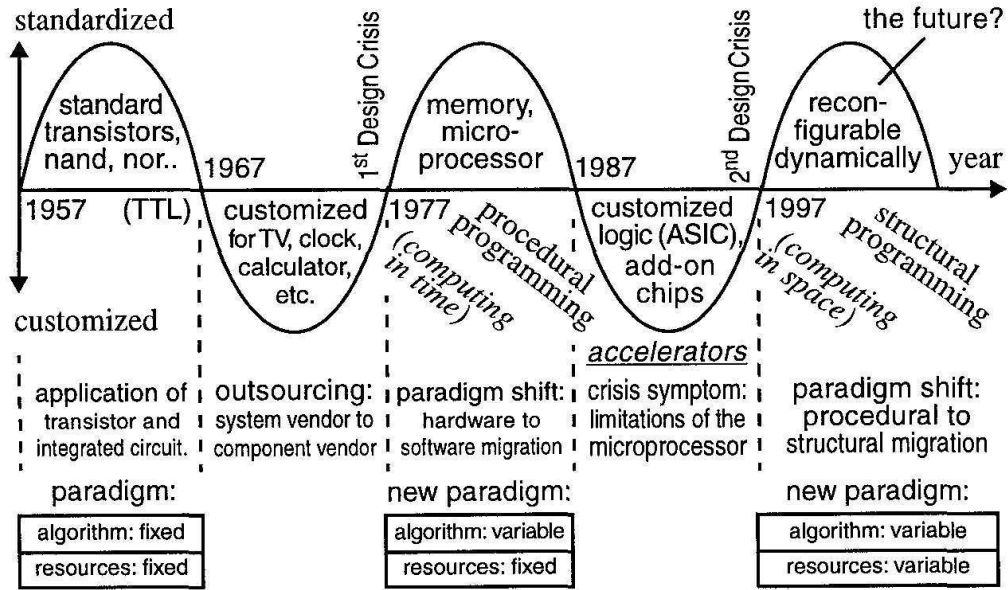 standardized
the future?
standard
transistors,
nand, nor..
1st Design Crisis
memory,
micro-
processor
2nd Design Crisis
recon-
figurable
dynamically
1967
1987
year
1957 (TTL)
customized
for TV, clock,
calculator,
etc.
1977
procedural
programming
(computing
in time)
customized
logic (ASIC),
add-on
chips
1997
structural
programming
(computing
in space)
customized
accelerators
application of
transistor and
integrated circuit.
outsourcing:
system vendor to
component vendor
paradigm shift:
hardware to
software migration
crisis symptom:
limitations of the
microprocessor
paradigm shift:
procedural to
structural migration
paradigm:
algorithm: fixed
resources: fixed
new paradigm:
algorithm: variable
resources: fixed
new paradigm:
algorithm: variable
resources: variable